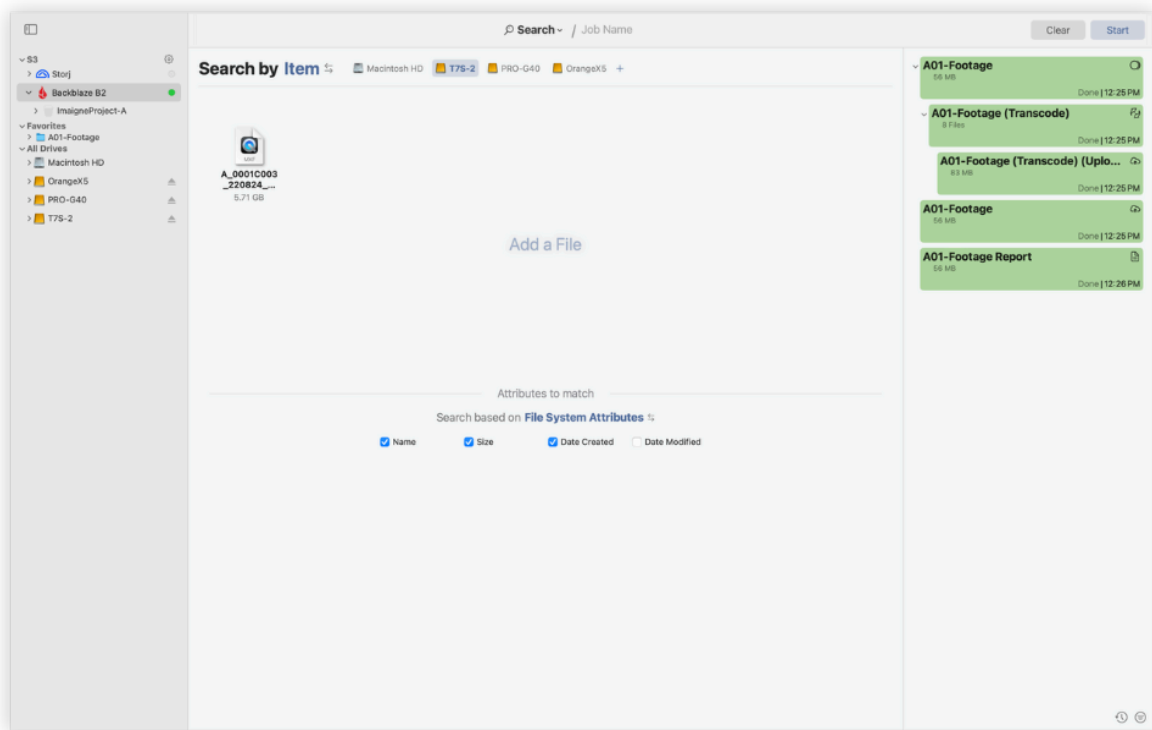 Search
/ Job Name
Clear
Start
S3
Storj
Backblaze B2
ImaigneProject-A
Favorites
A01-Footage
All Drives
Macintosh HD
OrangeX5
PRO-G40
T7S-2
Search by Item
Macintosh HD
T7S-2
PRO-G40
OrangeX5
+
A_0001C003
_220824_...
5.71 GB
Add a File
Attributes to match
Search based on File System Attributes
Name
Size
Date Created
Date Modified
A01-Footage
56 MB
Done | 12:25 PM
A01-Footage (Transcode)
9 Files
Done | 12:25 PM
A01-Footage (Transcode) (Uplo...
83 MB
Done | 12:25 PM
A01-Footage
56 MB
Done | 12:25 PM
A01-Footage Report
56 MB
Done | 12:26 PM